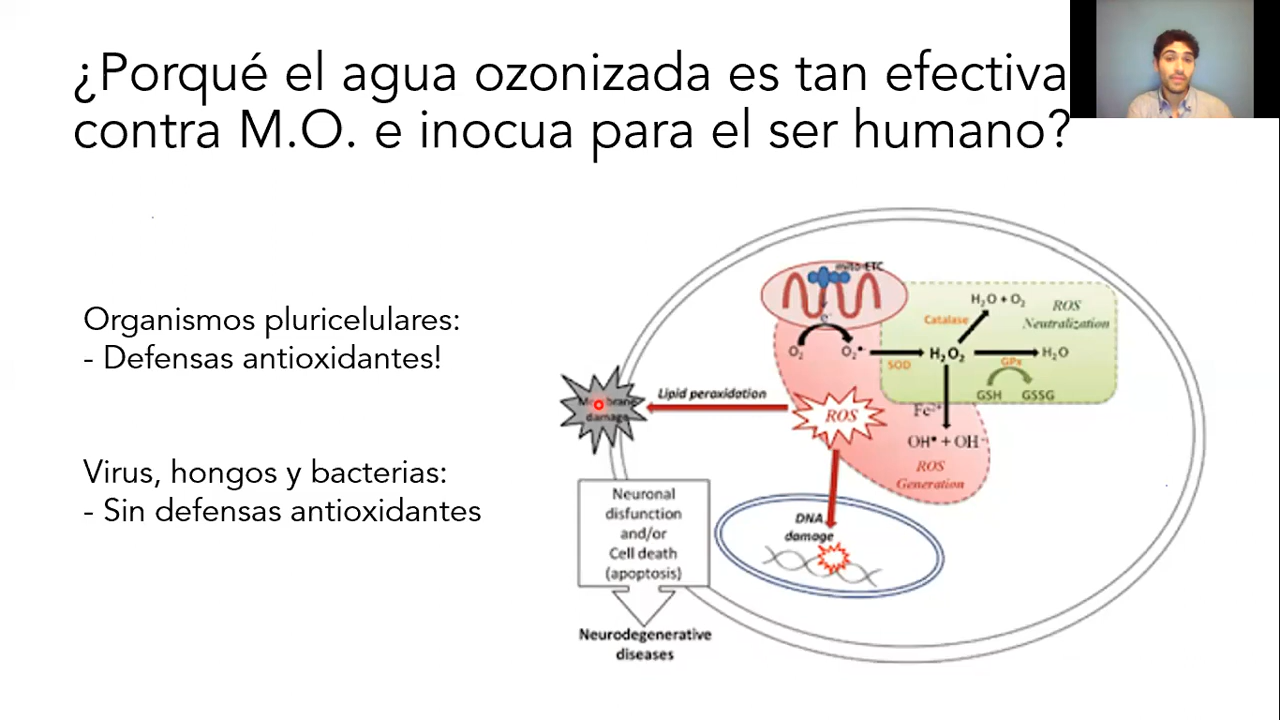 ¿Porqué el agua ozonizada es tan efectiva
contra M.O. e inocua para el ser humano?
Organismos pluricelulares:
- Defensas antioxidantes!
Virus, hongos y bacterias:
- Sin defensas antioxidantes
mito-ETC
e-
O₂
O₂•
SOD
H₂O₂
Catalase
H₂O + O₂
ROS
Neutralization
GPx
H₂O
GSH GSSG
Fe²⁺
OH• + OH⁻
ROS
Generation
ROS
Lipid peroxidation
Membrane
damage
DNA
damage
Neuronal
disfunction
and/or
Cell death
(apoptosis)
Neurodegenerative
diseases